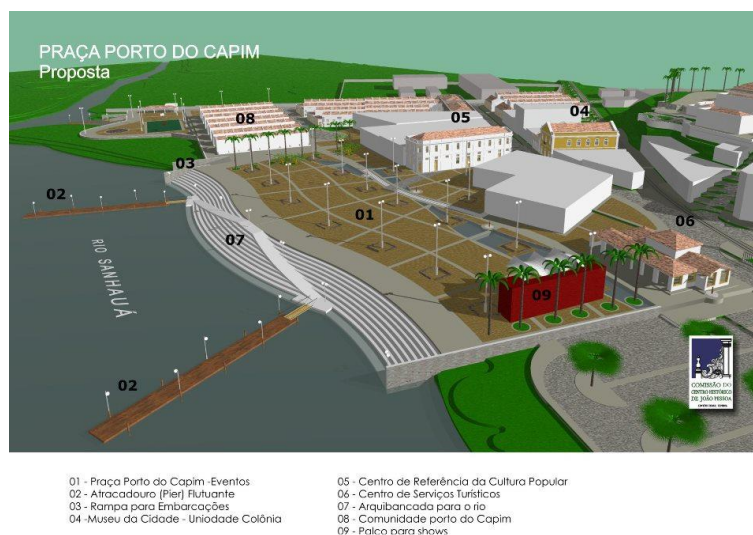 PRAÇA PORTO DO CAPIM
Proposta
08
05
04
03
02
01
06
07
RIO SANHAUÁ
09
02
COMISSÃO DO
CENTRO HISTÓRICO
DE JOÃO PESSOA
01 - Praça Porto do Capim -Eventos
02 - Atracadouro (Pier) Flutuante
03 - Rampa para Embarcações
04 -Museu da Cidade - Uniodade Colônia
05 - Centro de Referência da Cultura Popular
06 - Centro de Serviços Turísticos
07 - Arquibancada para o rio
08 - Comunidade porto do Capim
09 - Palco para shows